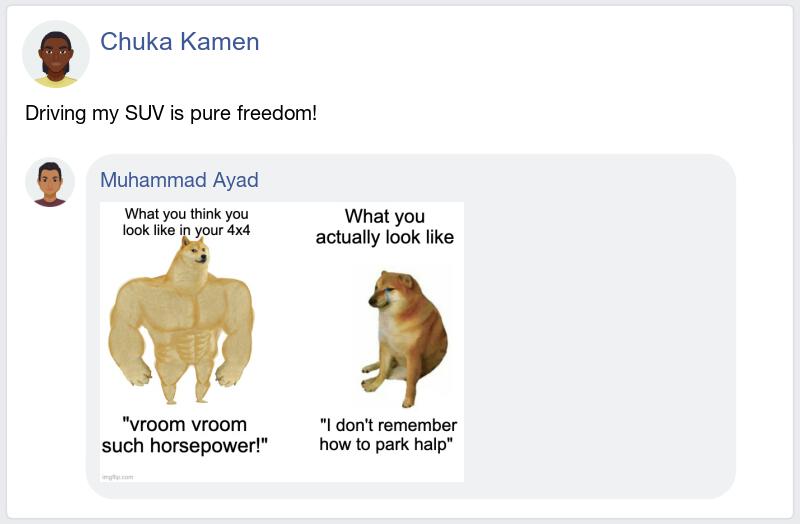 Chuka Kamen
Driving my SUV is pure freedom!
Muhammad Ayad
What you think you
look like in your 4x4
"vroom vroom
such horsepower!"
What you
actually look like
"I don't remember
how to park halp"
imgflip.com